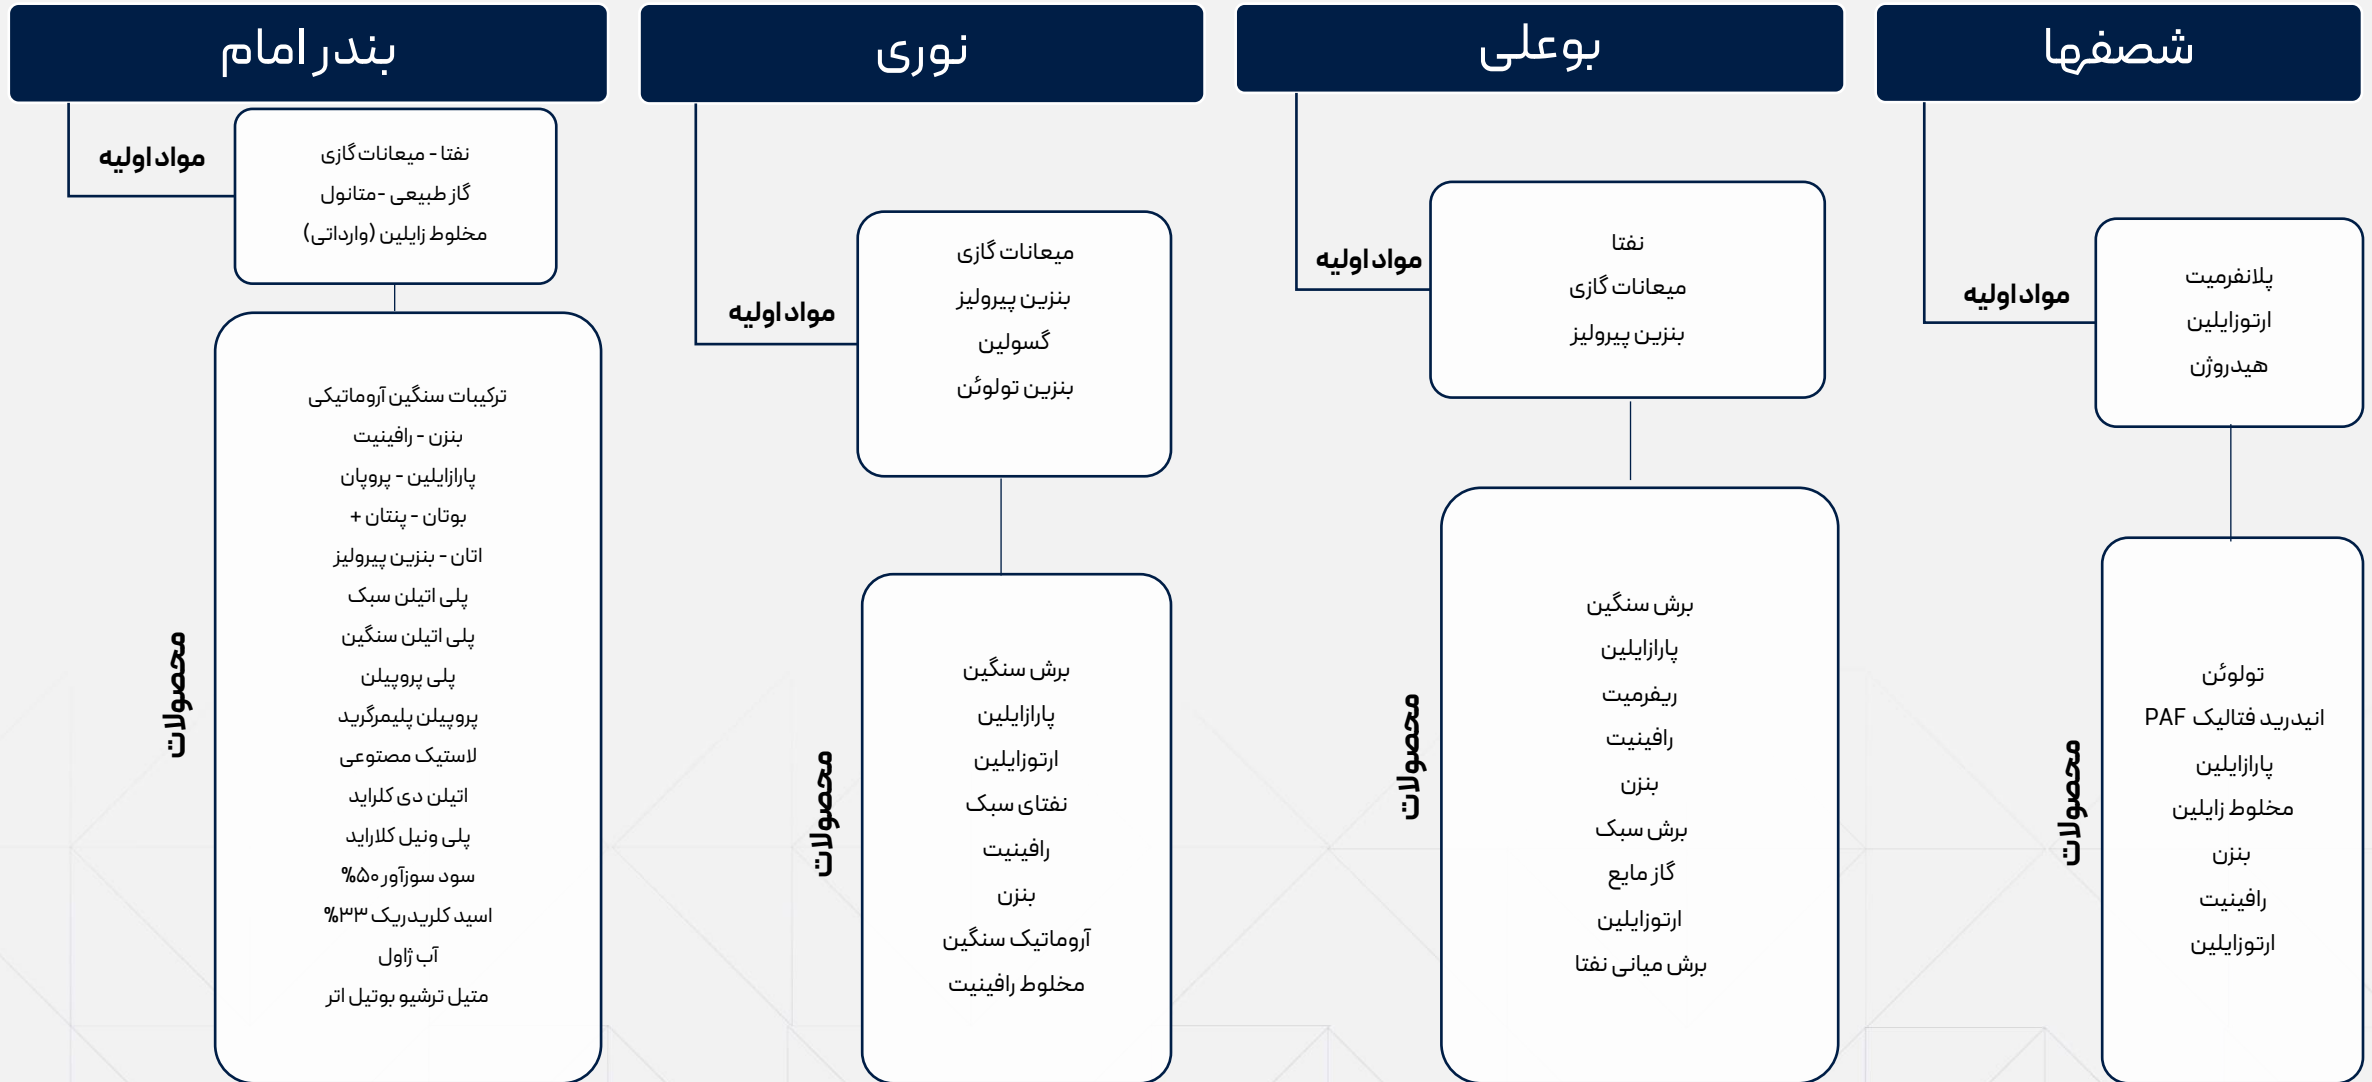 شصفها
مواد اولیه
پلانفرمیت
ارتوزایلین
هیدروژن
محصولات
تولوئن
انیدرید فتالیک PAF
پارازایلین
مخلوط زایلین
بنزن
رافینیت
ارتوزایلین
بوعلی
مواد اولیه
نفتا
میعانات گازی
بنزین پیرولیز
محصولات
برش سنگین
پارازایلین
ریفرمیت
رافینیت
بنزن
برش سبک
گاز مایع
ارتوزایلین
برش میانی نفتا
نوری
مواد اولیه
میعانات گازی
بنزین پیرولیز
گسولین
بنزین تولوئن
محصولات
برش سنگین
پارازایلین
ارتوزایلین
نفتای سبک
رافینیت
بنزن
آروماتیک سنگین
مخلوط رافینیت
بندر امام
مواد اولیه
نفتا - میعانات گازی
گاز طبیعی -متانول
مخلوط زایلین (وارداتی)
محصولات
ترکیبات سنگین آروماتیکی
بنزن - رافینیت
پارازایلین - پروپان
بوتان - پنتان +
اتان - بنزین پیرولیز
پلی اتیلن سبک
پلی اتیلن سنگین
پلی پروپیلن
پروپیلن پلیمرگرید
لاستیک مصتوعی
اتیلن دی کلراید
پلی ونیل کلاراید
سود سوزآور ۵۰%
اسید کلریدریک ۳۳%
آب ژاول
متیل ترشیو بوتیل اتر